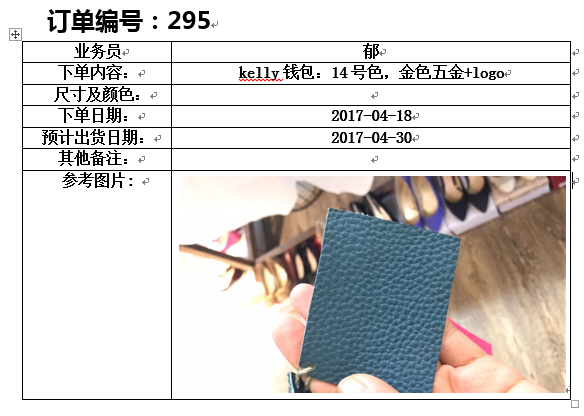 订单编号：295
业务员 郁
下单内容： kelly 钱包：14 号色，金色五金+logo
尺寸及颜色：
下单日期： 2017-04-18
预计出货日期： 2017-04-30
其他备注：
参考图片：